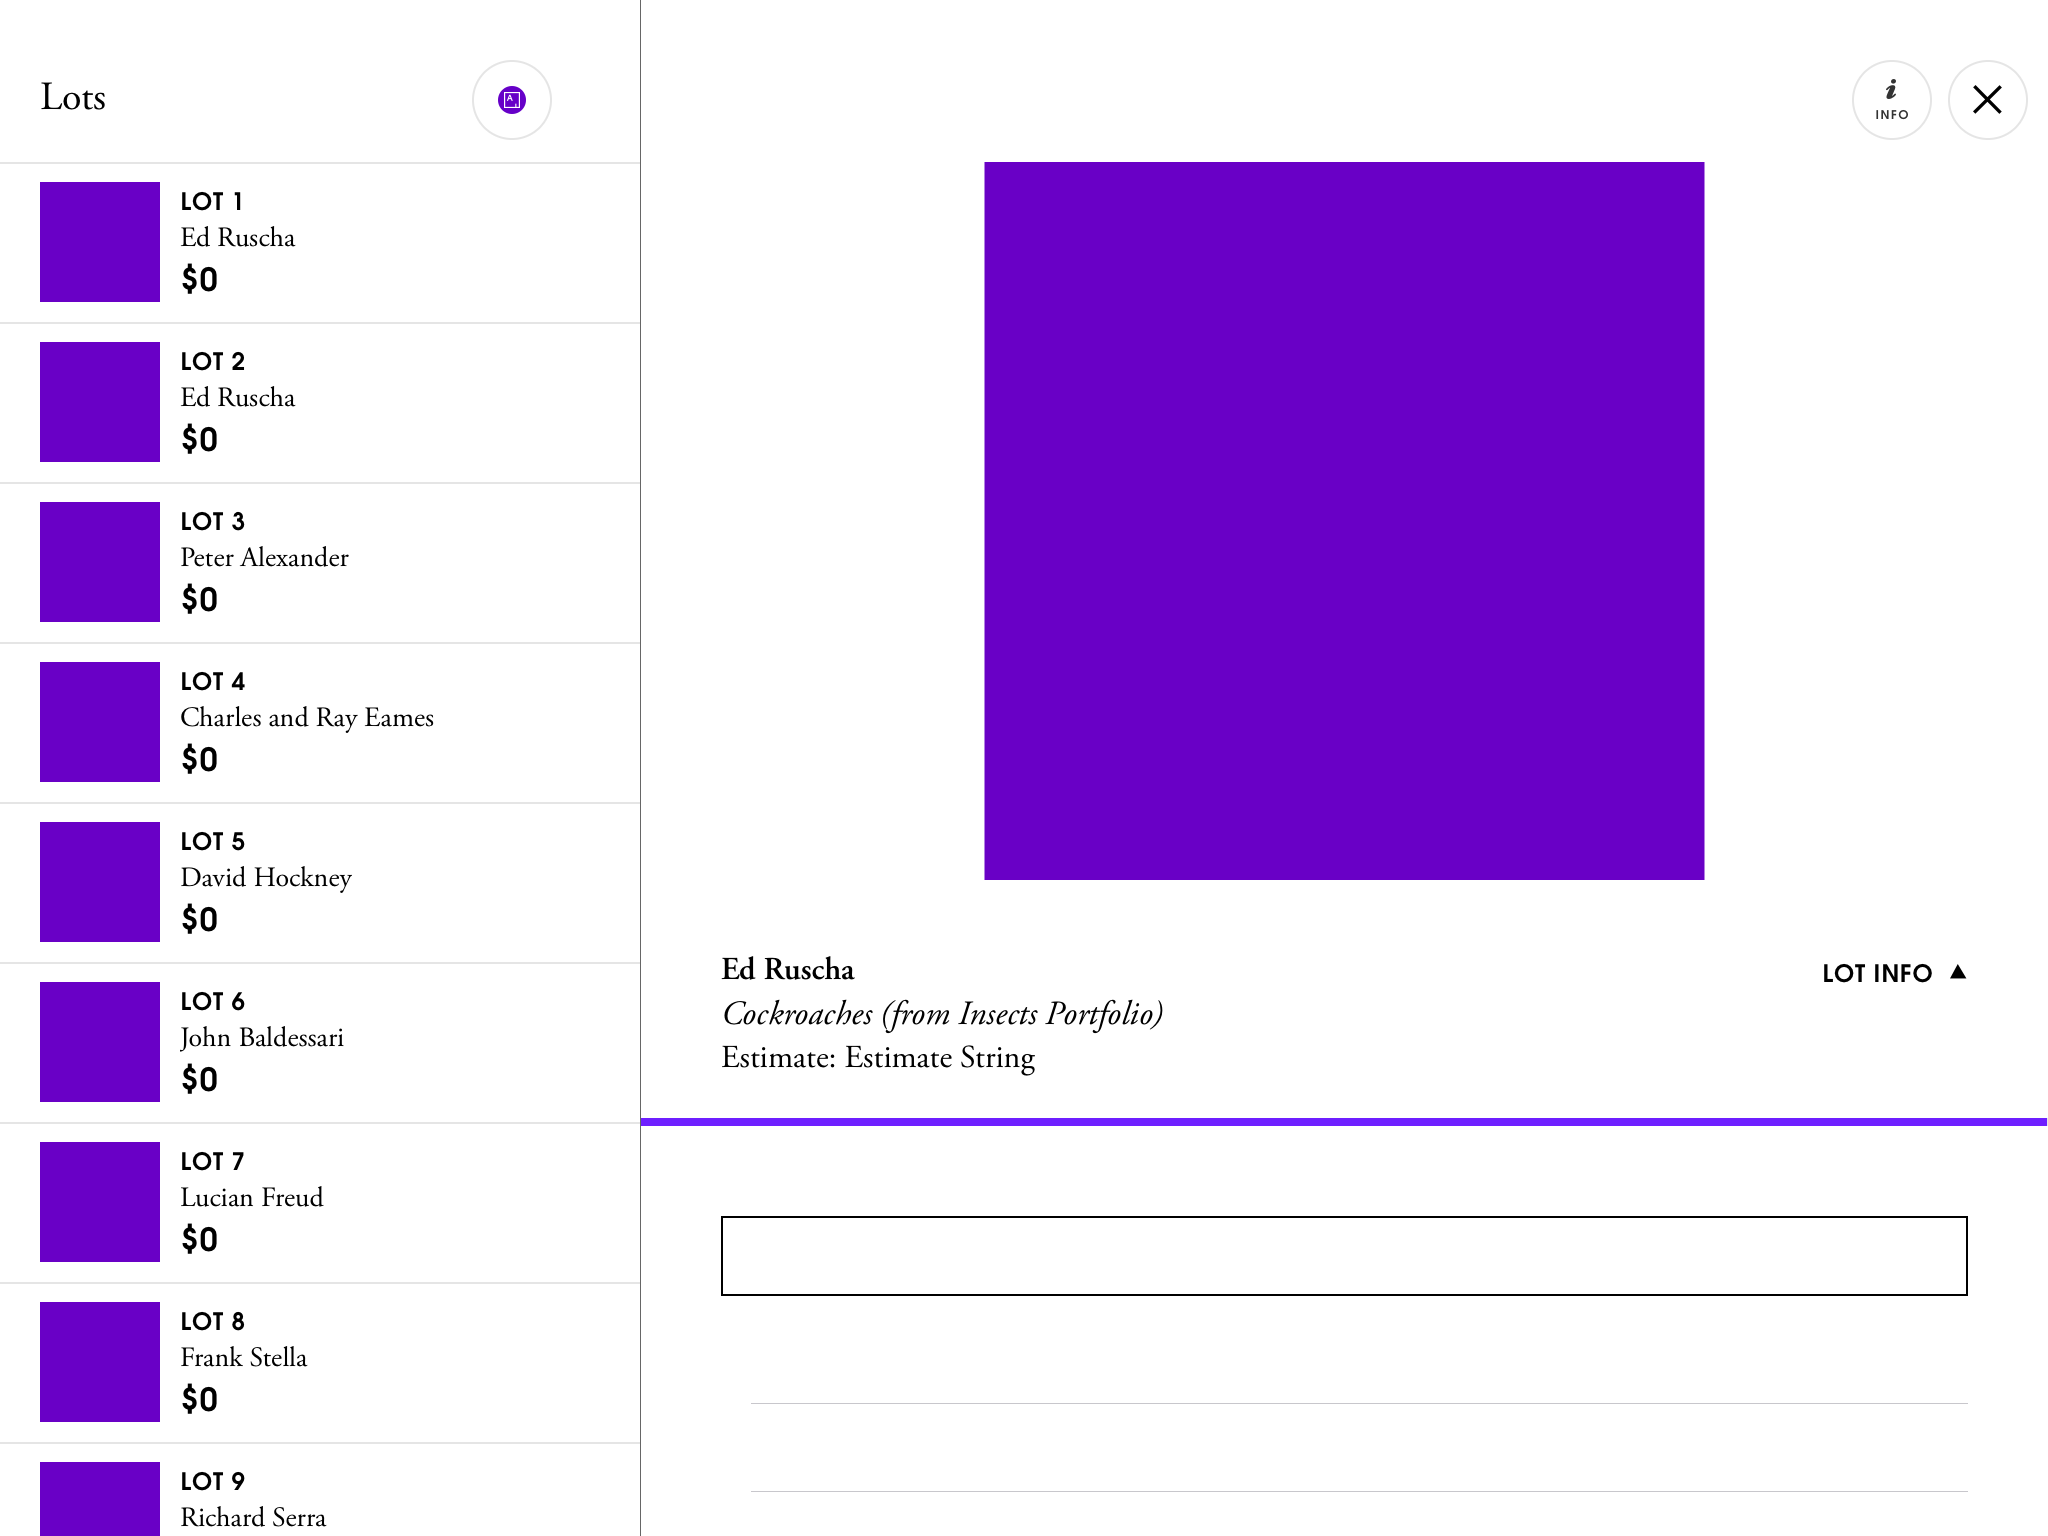 Lots
LOT 1
Ed Ruscha
$0
LOT 2
Ed Ruscha
$0
LOT 3
Peter Alexander
$0
LOT 4
Charles and Ray Eames
$0
LOT 5
David Hockney
$0
LOT 6
John Baldessari
$0
LOT 7
Lucian Freud
$0
LOT 8
Frank Stella
$0
LOT 9
Richard Serra
i
INFO
Ed Ruscha
Cockroaches (from Insects Portfolio)
Estimate: Estimate String
LOT INFO ▲